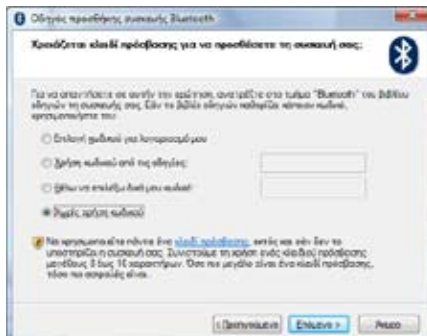 Οδηγός προσθήκης συσκευής Bluetooth
Χρειάζεται κλειδί πρόσβασης για να προσθέσετε τη συσκευή σας;
Για να απαντήσετε σε αυτήν την ερώτηση, ανατρέξτε στο τμήμα "Bluetooth" του βιβλίου
οδηγιών τη συσκευής σας. Εάν το βιβλίο οδηγιών καθορίζει κάποιον κωδικό,
χρησιμοποιήστε τον.
Επιλογή κωδικού για λογαριασμό μου
Χρήση κωδικού από τις οδηγίες:
Θέλω να επιλέξω δικό μου κωδικό:
Χωρίς χρήση κωδικού
Να χρησιμοποιείτε πάντα ένα κλειδί πρόσβασης, εκτός και εάν δεν το
υποστηρίζει η συσκευή σας. Συνιστούμε τη χρήση ενός κλειδιού πρόσβασης
μεγέθους 8 έως 16 χαρακτήρων. Όσο πιο μεγάλο είναι ένα κλειδί πρόσβασης,
τόσο πιο ασφαλές είναι.
< Προηγούμενο Επόμενο > Άκυρο